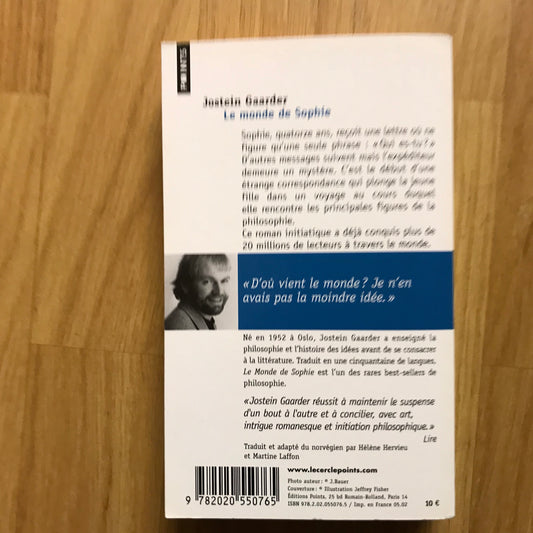 POINTS
Jostein Gaarder
Le monde de Sophie
Sophie, quatorze ans, reçoit une lettre où ne
figure qu'une seule phrase : « Qui es-tu ? »
D'autres messages suivent mais l'expéditeur
demeure un mystère. C'est le début d'une
étrange correspondance qui plonge la jeune
fille dans un voyage au cours duquel
elle rencontre les principales figures de la
philosophie.
Ce roman initiatique a déjà conquis plus de
20 millions de lecteurs à travers le monde.
« D'où vient le monde ? Je n'en
avais pas la moindre idée. »
Né en 1952 à Oslo, Jostein Gaarder a enseigné la
philosophie et l'histoire des idées avant de se consacrer
à la littérature. Traduit en une cinquantaine de langues,
Le Monde de Sophie est l'un des rares best-sellers de
philosophie.
« Jostein Gaarder réussit à maintenir le suspense
d'un bout à l'autre et à concilier, avec art,
intrigue romanesque et initiation philosophique. »
Lire
Traduit et adapté du norvégien par Hélène Hervieu
et Martine Laffon
www.lecerclepoints.com
Photo auteur : © J.Bauer
Couverture : © Illustration Jeffrey Fisher
Éditions Points, 25 bd Romain-Rolland, Paris 14
ISBN 978.2.02.055076.5 / Imp. en France 05.02
10 €
9 782020 550765